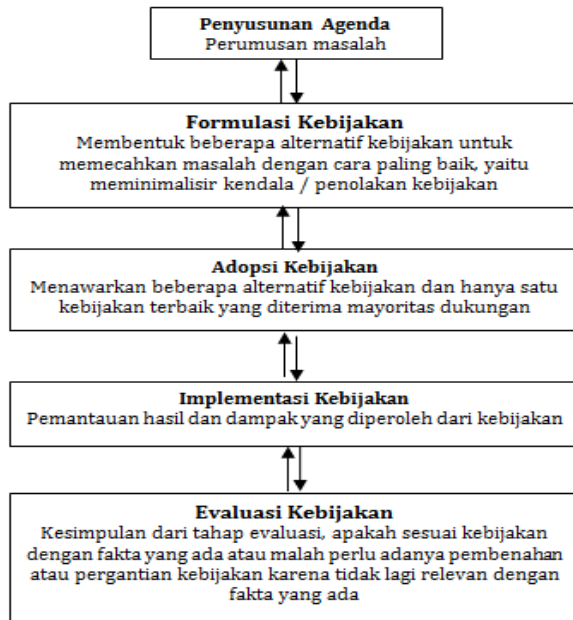 Penyusunan Agenda
Perumusan masalah
Formulasi Kebijakan
Membentuk beberapa alternatif kebijakan untuk
memecahkan masalah dengan cara paling baik, yaitu
meminimalisir kendala / penolakan kebijakan
Adopsi Kebijakan
Menawarkan beberapa alternatif kebijakan dan hanya satu
kebijakan terbaik yang diterima mayoritas dukungan
Implementasi Kebijakan
Pemantauan hasil dan dampak yang diperoleh dari kebijakan
Evaluasi Kebijakan
Kesimpulan dari tahap evaluasi, apakah sesuai kebijakan
dengan fakta yang ada atau malah perlu adanya pembenahan
atau pergantian kebijakan karena tidak lagi relevan dengan
fakta yang ada